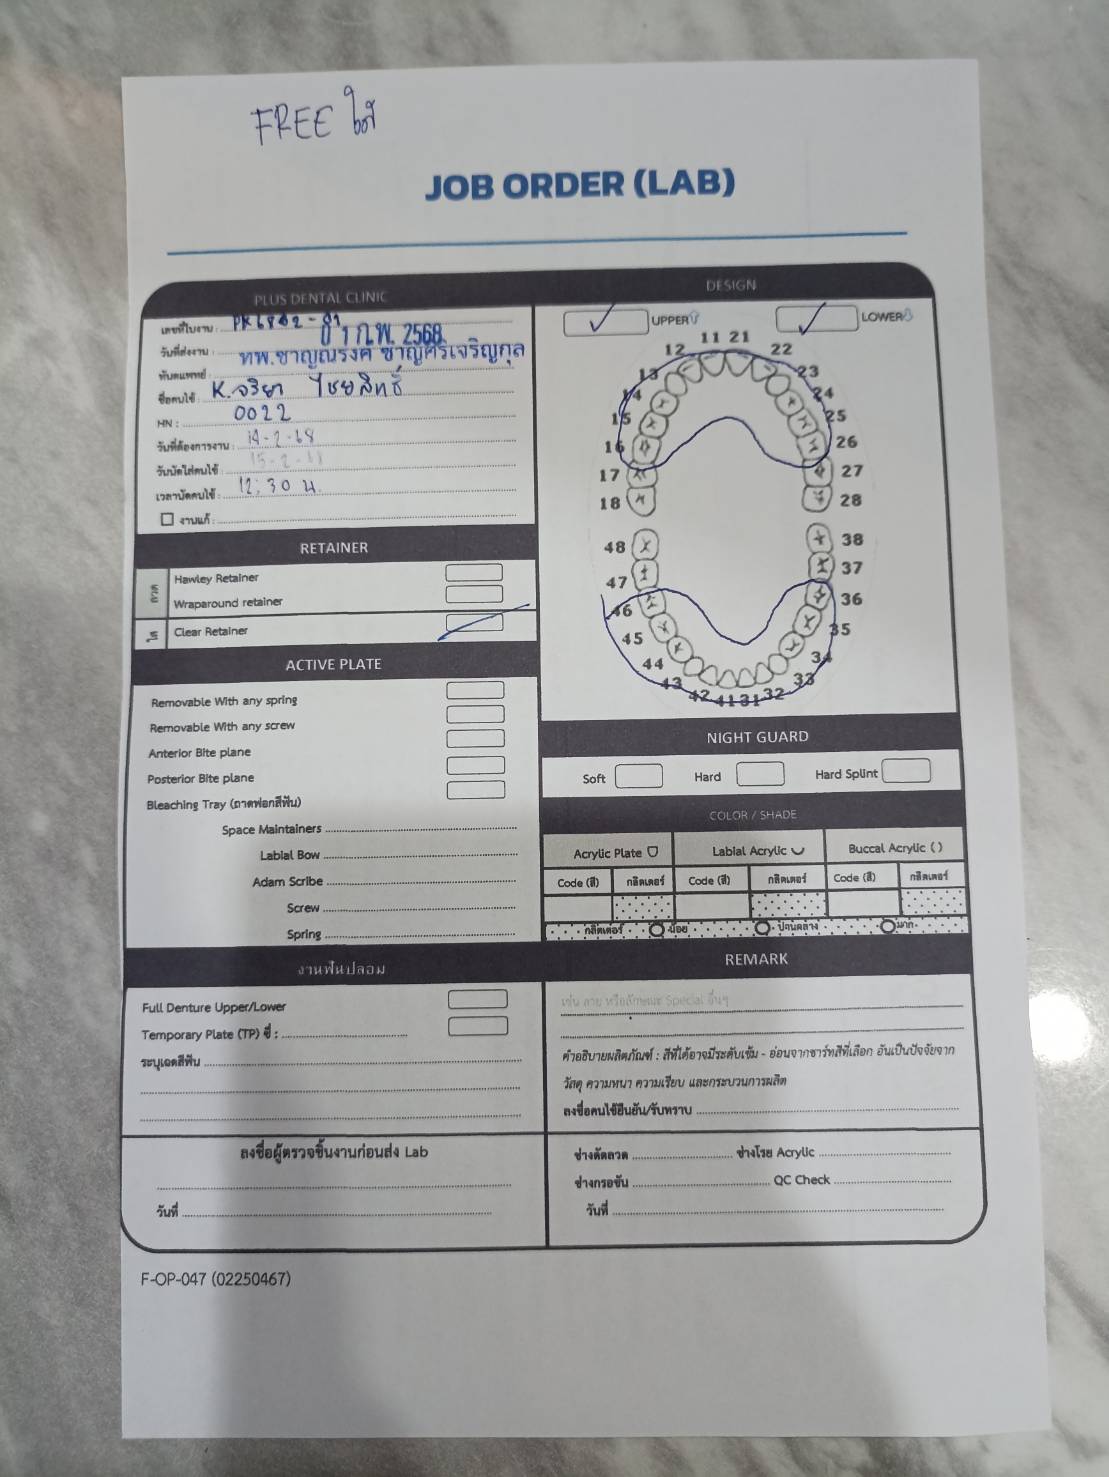 FREE ใส
JOB ORDER (LAB)
PLUS DENTAL CLINIC
เลขที่ใบงาน :
วันที่ส่งงาน : 01 ก.พ. 2568
ทันตแพทย์ : ทพ.ชาญณรงค์ ชาญศิริเจริญกุล
ชื่อคนไข้ : K.จริยา ไชยสิทธิ์
HN : 0022
วันที่ต้องการงาน : 14-2-68
วันนัดใส่คนไข้ : 15-2-68
เวลานัดคนไข้ : 12:30 น.
งานแก้ :
DESIGN
UPPER
LOWER
11 21
12 22
13 23
14 24
15 25
16 26
17 27
18 28
48 38
47 37
46 36
45 35
44 34
43 33
42 41 31 32
RETAINER
ลวด
Hawley Retainer
Wraparound retainer
ใส
Clear Retainer
ACTIVE PLATE
Removable With any spring
Removable With any screw
Anterior Bite plane
Posterior Bite plane
Bleaching Tray (ถาดฟอกสีฟัน)
Space Maintainers
Labial Bow
Adam Scribe
Screw
Spring
NIGHT GUARD
Soft Hard Hard Splint
COLOR / SHADE
Acrylic Plate Labial Acrylic Buccal Acrylic ( )
Code (สี) กลิตเตอร์ Code (สี) กลิตเตอร์ Code (สี) กลิตเตอร์
กลิตเตอร์ น้อย ปานกลาง มาก
งานฟันปลอม
Full Denture Upper/Lower
Temporary Plate (TP) ซี่ :
ระบุเฉดสีฟัน
REMARK
เช่น ลาย หรือลักษณะ Special อื่นๆ
คำอธิบายผลิตภัณฑ์ : สีที่ได้อาจมีระดับเข้ม - อ่อนจากชาร์ทสีที่เลือก อันเป็นปัจจัยจาก
วัสดุ ความหนา ความเรียบ และกระบวนการผลิต
ลงชื่อคนไข้ยืนยัน/รับทราบ
ลงชื่อผู้ตรวจชิ้นงานก่อนส่ง Lab
วันที่
ช่างดัดลวด ช่างโรย Acrylic
ช่างกรอขัด QC Check
วันที่
F-OP-047 (02250467)